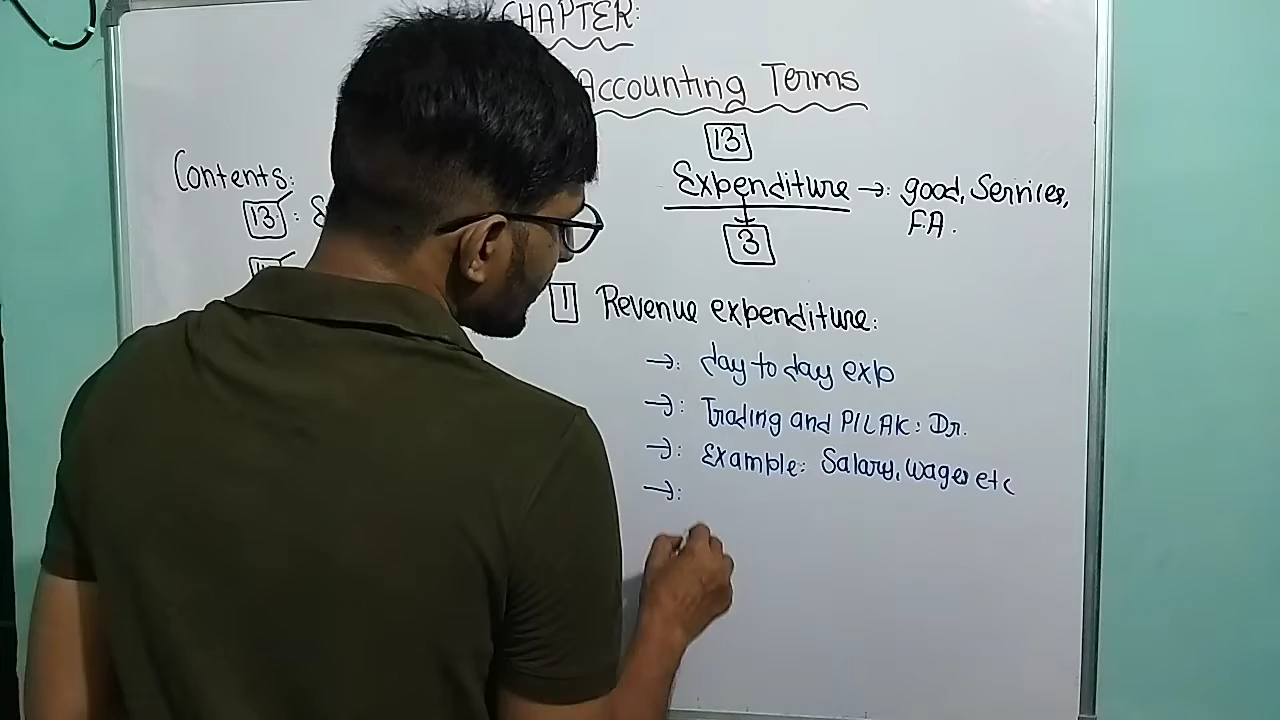 CHAPTER:
Accounting Terms
13
Contents:
Expenditure →: good, Services,
F.A.
13 :
3
1 Revenue expenditure:
→: day to day exp
→: Trading and P/L A/c: Dr.
→: Example: Salary, wages etc
→: